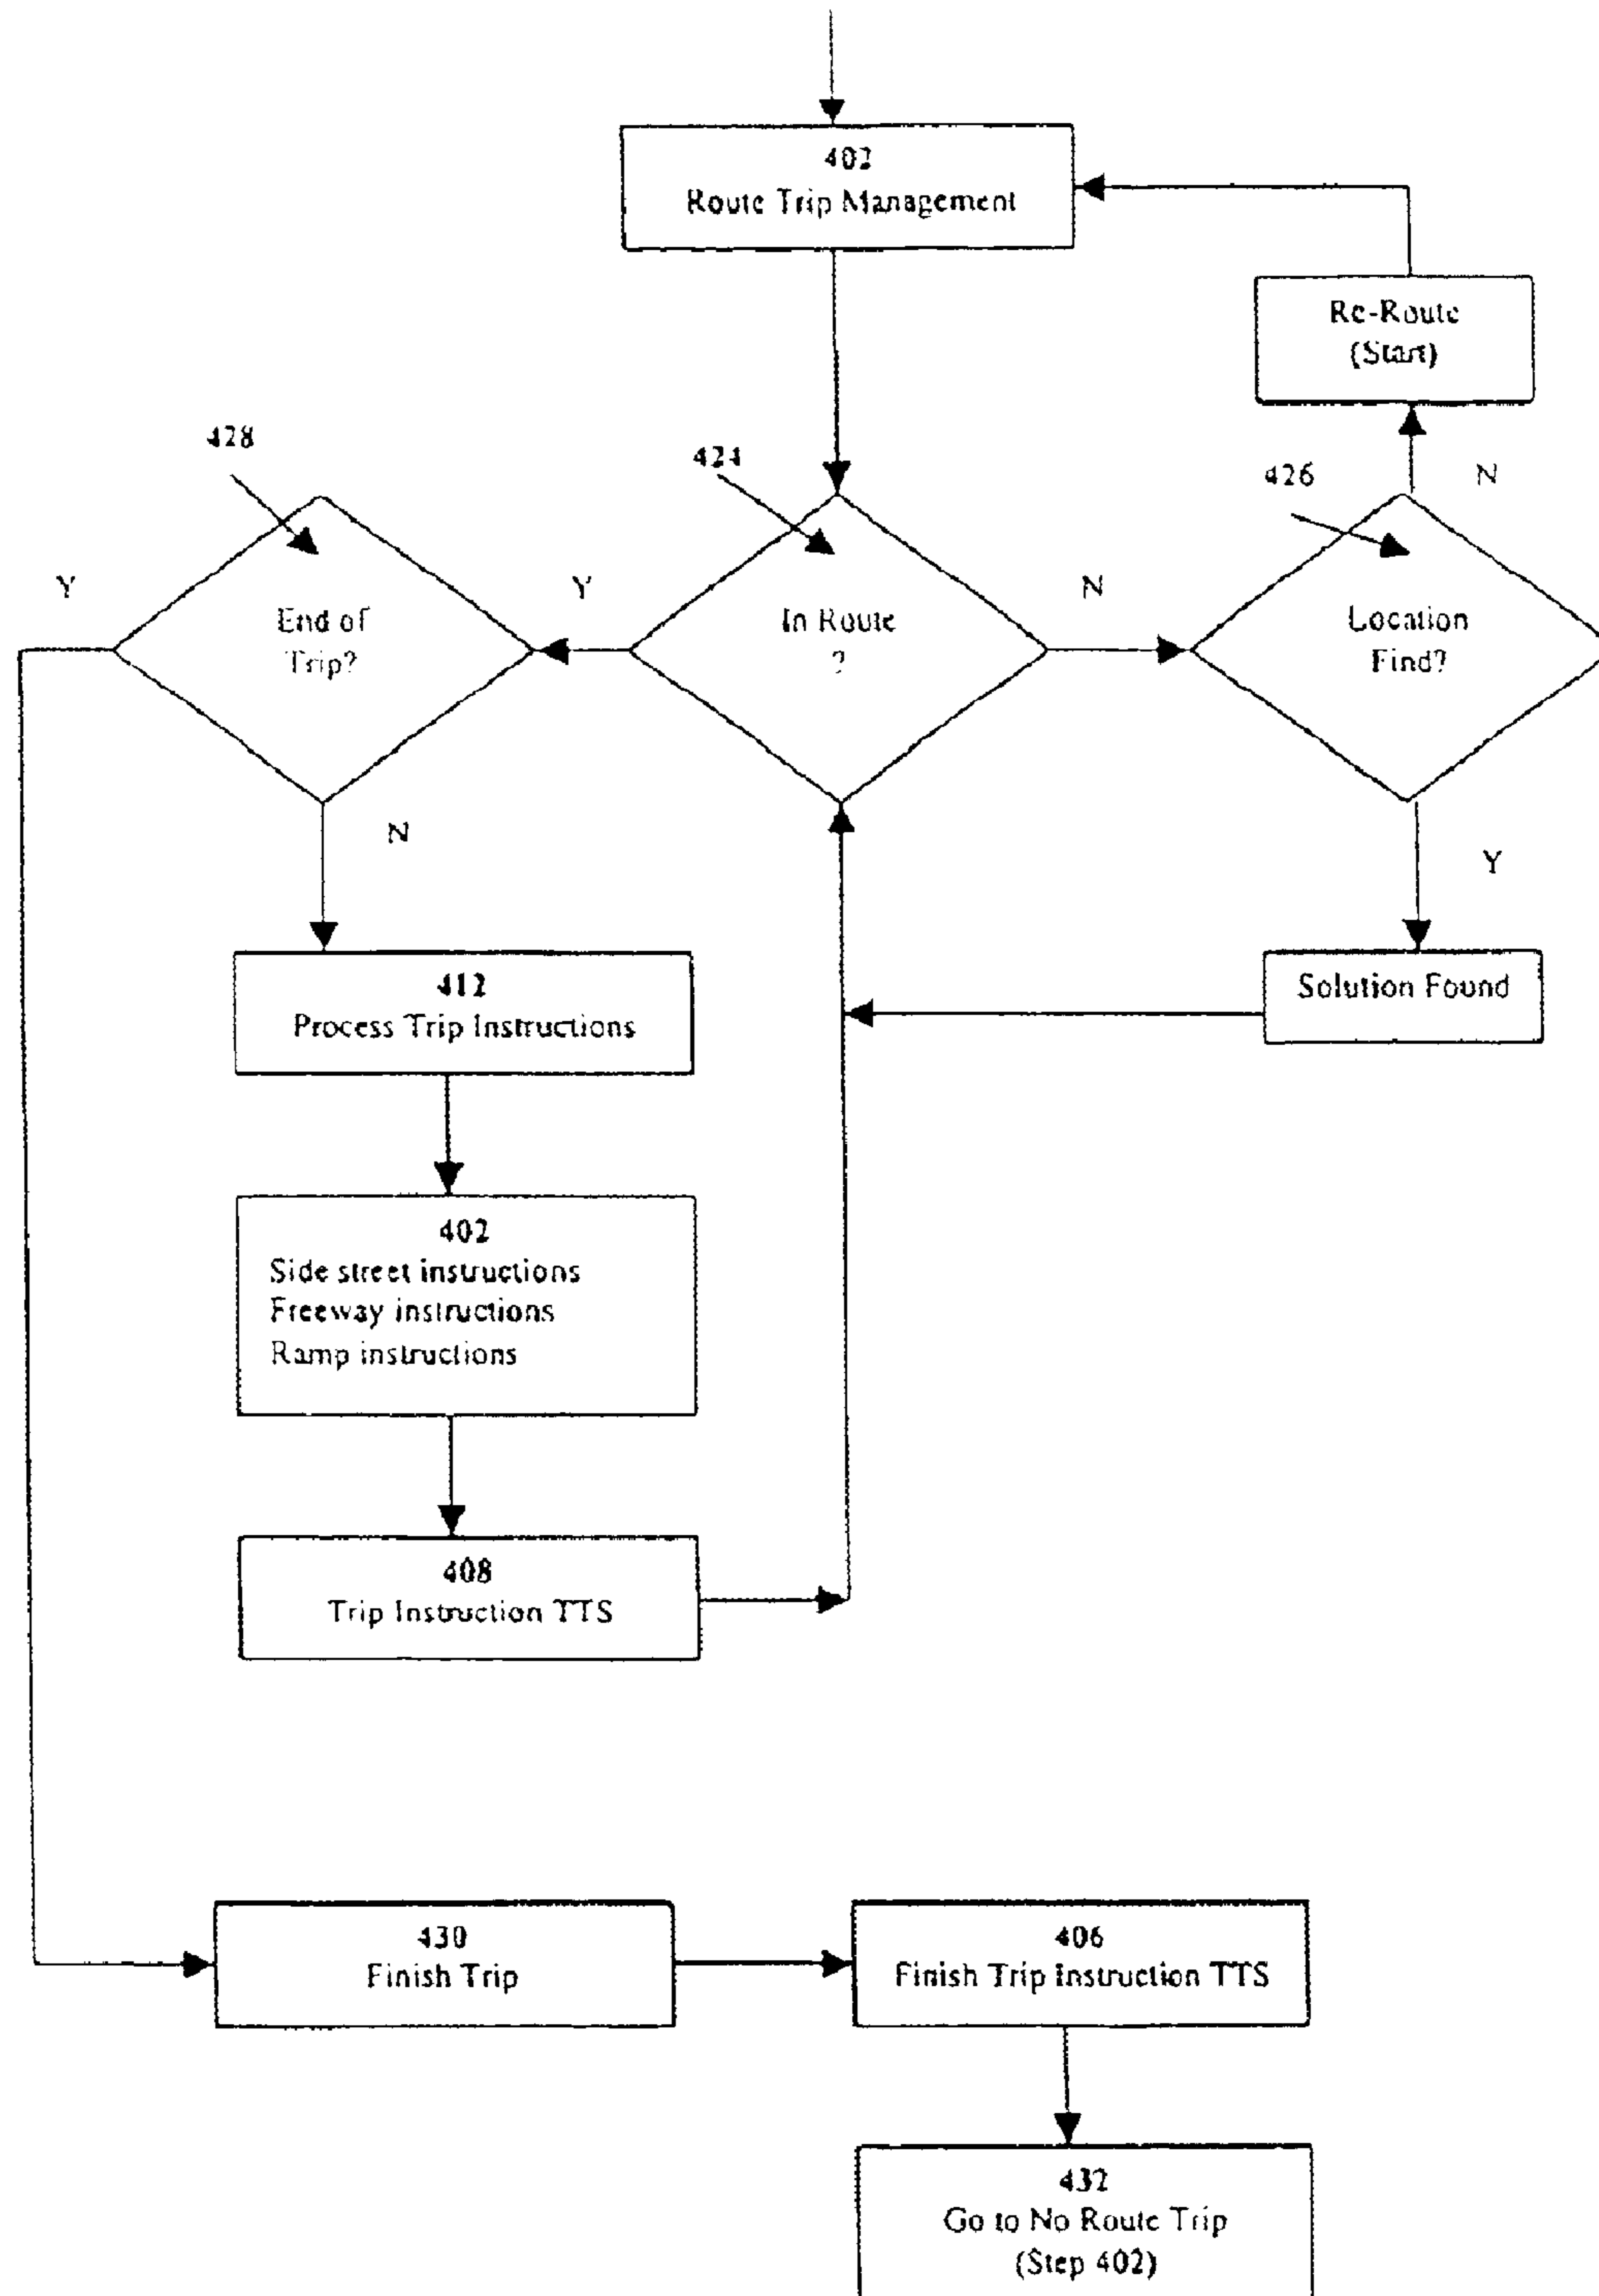 402
Route Trip Management
Re-Route
(Start)
428
424
426
N
Y
Y
N
End of
Trip?
In Route
?
Location
Find?
N
Y
412
Process Trip Instructions
Solution Found
402
Side street instructions
Freeway instructions
Ramp instructions
408
Trip Instruction TTS
430
Finish Trip
406
Finish Trip Instruction TTS
432
Go to No Route Trip
(Step 402)